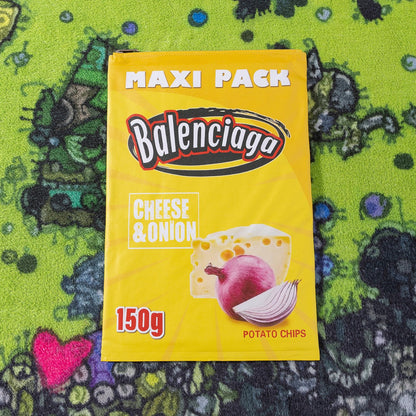 MAXI PACK
Balenciaga
CHEESE
& ONION
150g
POTATO CHIPS